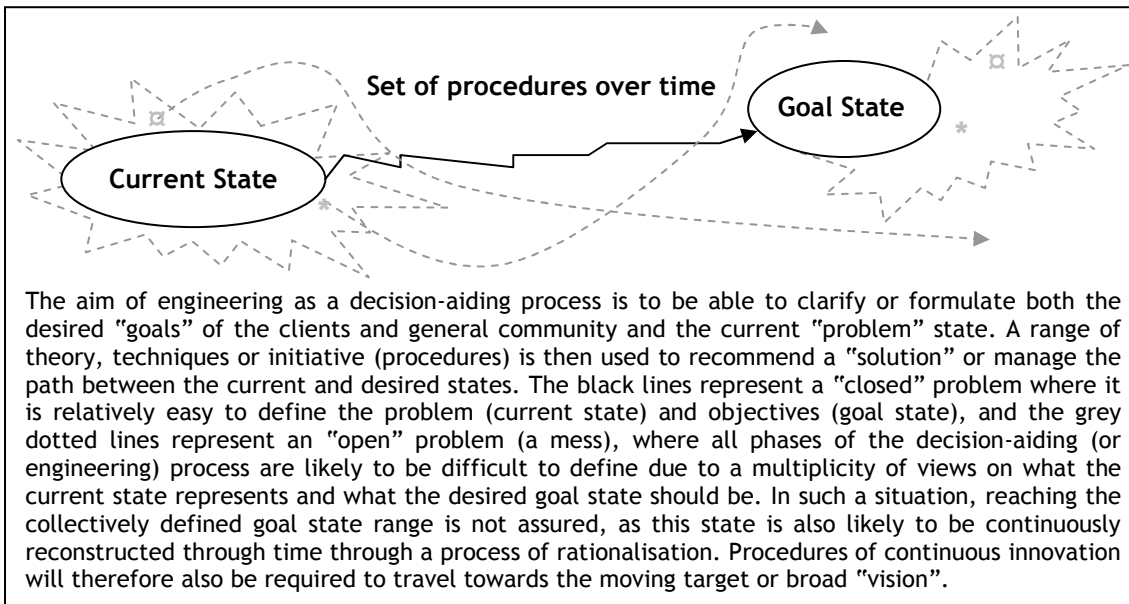 Set of procedures over time
Goal State
Current State
The aim of engineering as a decision-aiding process is to be able to clarify or formulate both the
desired “goals” of the clients and general community and the current “problem” state. A range of
theory, techniques or initiative (procedures) is then used to recommend a “solution” or manage the
path between the current and desired states. The black lines represent a “closed” problem where it
is relatively easy to define the problem (current state) and objectives (goal state), and the grey
dotted lines represent an “open” problem (a mess), where all phases of the decision-aiding (or
engineering) process are likely to be difficult to define due to a multiplicity of views on what the
current state represents and what the desired goal state should be. In such a situation, reaching the
collectively defined goal state range is not assured, as this state is also likely to be continuously
reconstructed through time through a process of rationalisation. Procedures of continuous innovation
will therefore also be required to travel towards the moving target or broad “vision”.